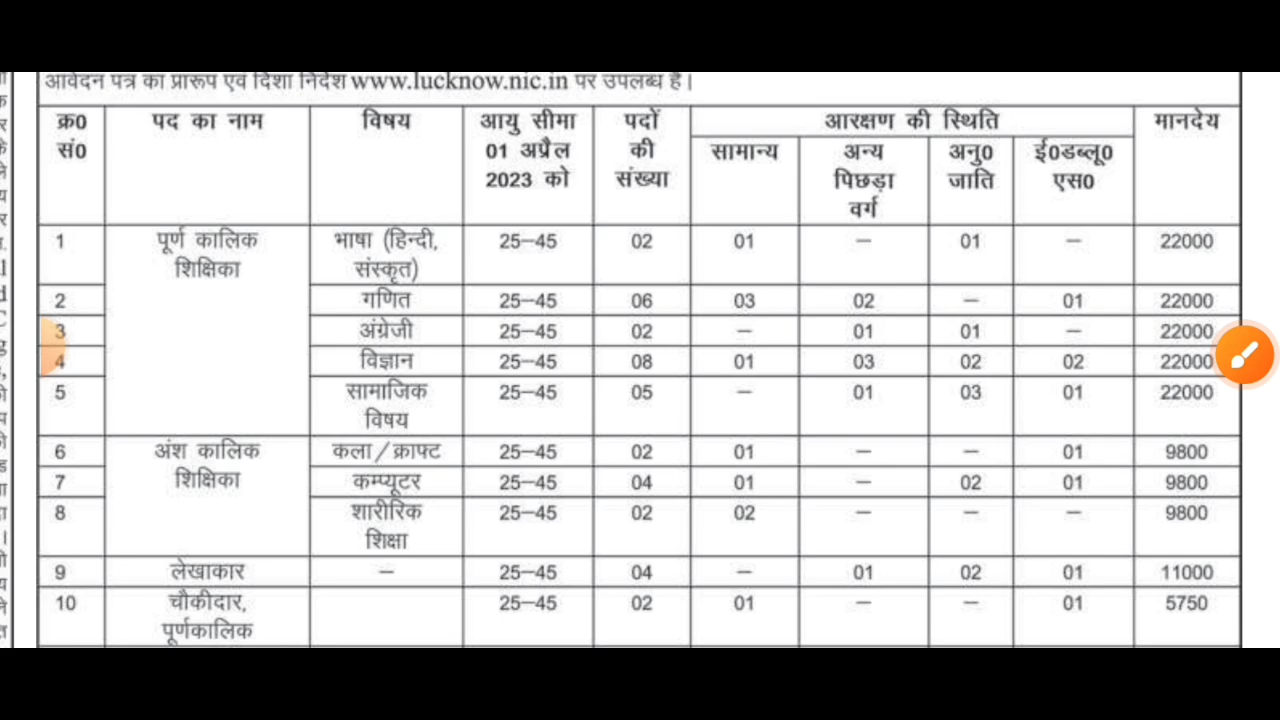 आवेदन पत्र का प्रारूप एवं दिशा निर्देश www.lucknow.nic.in पर उपलब्ध है।
क्र0 सं0 | पद का नाम | विषय | आयु सीमा 01 अप्रैल 2023 को | पदों की संख्या | आरक्षण की स्थिति | मानदेय
सामान्य | अन्य पिछड़ा वर्ग | अनु0 जाति | ई0डब्लू0 एस0
1 | पूर्ण कालिक शिक्षिका | भाषा (हिन्दी, संस्कृत) | 25–45 | 02 | 01 | – | 01 | – | 22000
2 | गणित | 25–45 | 06 | 03 | 02 | – | 01 | 22000
3 | अंग्रेजी | 25–45 | 02 | – | 01 | 01 | – | 22000
4 | विज्ञान | 25–45 | 08 | 01 | 03 | 02 | 02 | 22000
5 | सामाजिक विषय | 25–45 | 05 | – | 01 | 03 | 01 | 22000
6 | अंश कालिक शिक्षिका | कला/क्राफ्ट | 25–45 | 02 | 01 | – | – | 01 | 9800
7 | कम्प्यूटर | 25–45 | 04 | 01 | – | 02 | 01 | 9800
8 | शारीरिक शिक्षा | 25–45 | 02 | 02 | – | – | – | 9800
9 | लेखाकार | – | 25–45 | 04 | – | 01 | 02 | 01 | 11000
10 | चौकीदार, पूर्णकालिक | 25–45 | 02 | 01 | – | – | 01 | 5750